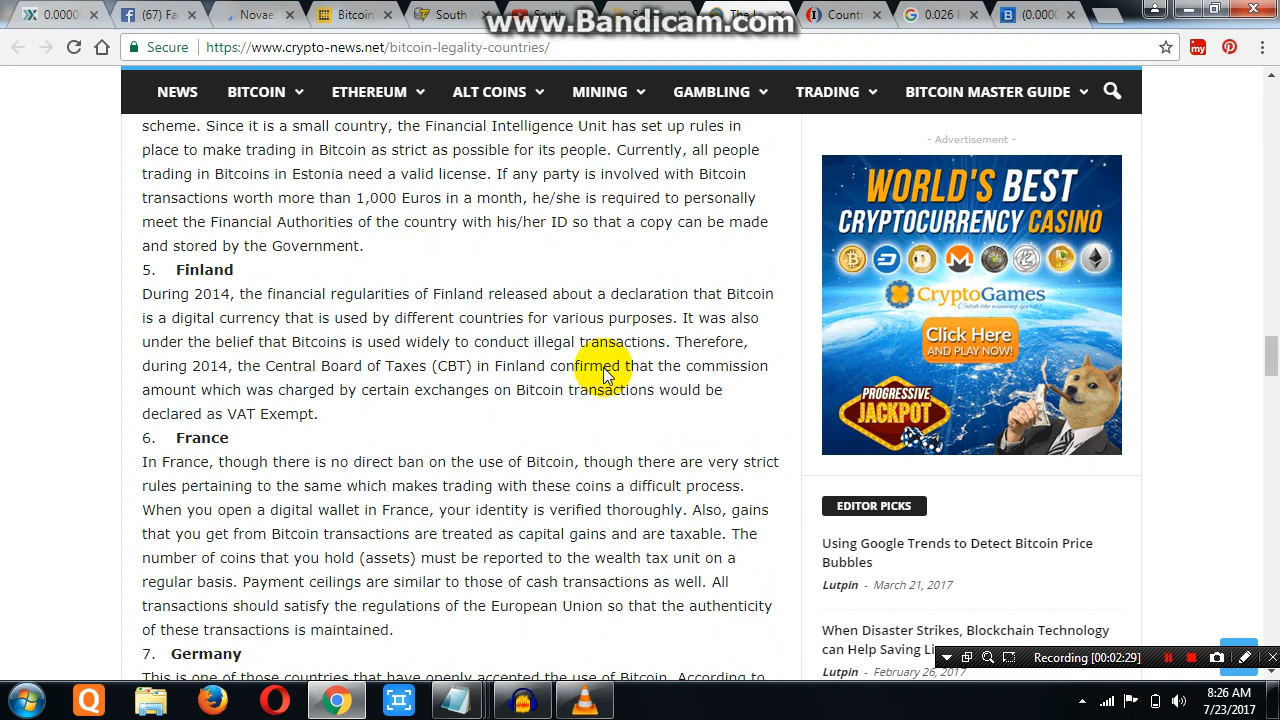 www.Bandicam.com
0.0000
(67) Fa
Novae
Bitcoin
South
Count
0.026
(0.000
Secure
https://www.crypto-news.net/bitcoin-legality-countries/
my
NEWS
BITCOIN
ETHEREUM
ALT COINS
MINING
GAMBLING
TRADING
BITCOIN MASTER GUIDE
scheme. Since it is a small country, the Financial Intelligence Unit has set up rules in
place to make trading in Bitcoin as strict as possible for its people. Currently, all people
trading in Bitcoins in Estonia need a valid license. If any party is involved with Bitcoin
transactions worth more than 1,000 Euros in a month, he/she is required to personally
meet the Financial Authorities of the country with his/her ID so that a copy can be made
and stored by the Government.
5. Finland
During 2014, the financial regularities of Finland released about a declaration that Bitcoin
is a digital currency that is used by different countries for various purposes. It was also
under the belief that Bitcoins is used widely to conduct illegal transactions. Therefore,
during 2014, the Central Board of Taxes (CBT) in Finland confirmed that the commission
amount which was charged by certain exchanges on Bitcoin transactions would be
declared as VAT Exempt.
6. France
In France, though there is no direct ban on the use of Bitcoin, though there are very strict
rules pertaining to the same which makes trading with these coins a difficult process.
When you open a digital wallet in France, your identity is verified thoroughly. Also, gains
that you get from Bitcoin transactions are treated as capital gains and are taxable. The
number of coins that you hold (assets) must be reported to the wealth tax unit on a
regular basis. Payment ceilings are similar to those of cash transactions as well. All
transactions should satisfy the regulations of the European Union so that the authenticity
of these transactions is maintained.
7. Germany
This is one of those countries that have openly accepted the use of Bitcoin. According to
- Advertisement -
WORLD'S BEST
CRYPTOCURRENCY CASINO
CryptoGames
Catch the winning spirit!
Click Here
AND PLAY NOW!
PROGRESSIVE
JACKPOT
EDITOR PICKS
Using Google Trends to Detect Bitcoin Price
Bubbles
Lutpin - March 21, 2017
When Disaster Strikes, Blockchain Technology
can Help Saving Li
Lutpin - February 26, 2017
Recording [00:02:29]
8:26 AM
7/23/2017